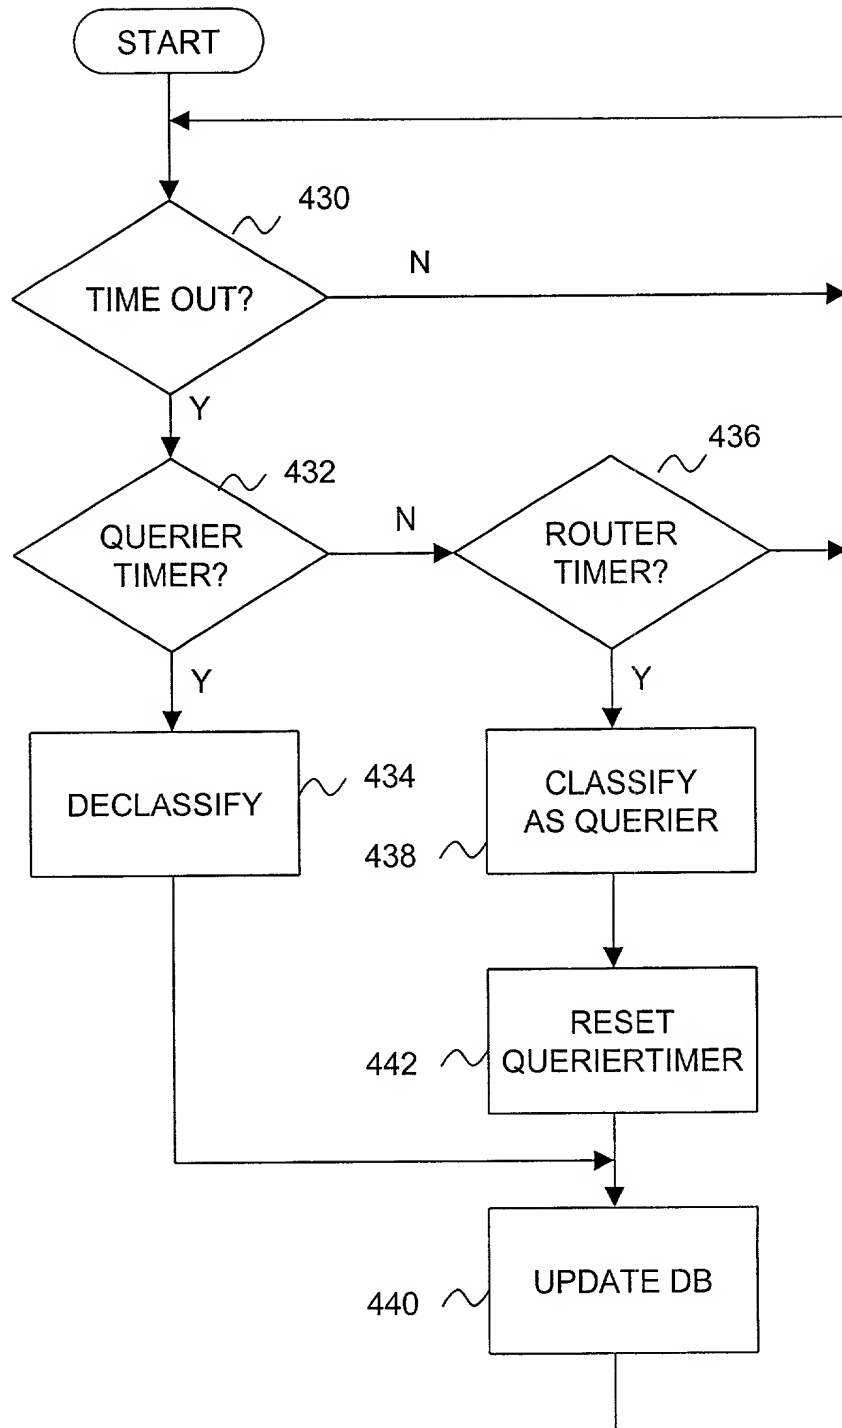 START
430
N
TIME OUT?
Y
436
432
N
QUERIER
TIMER?
ROUTER
TIMER?
Y
Y
434
DECLASSIFY
CLASSIFY
AS QUERIER
438
RESET
QUERIERTIMER
442
UPDATE DB
440